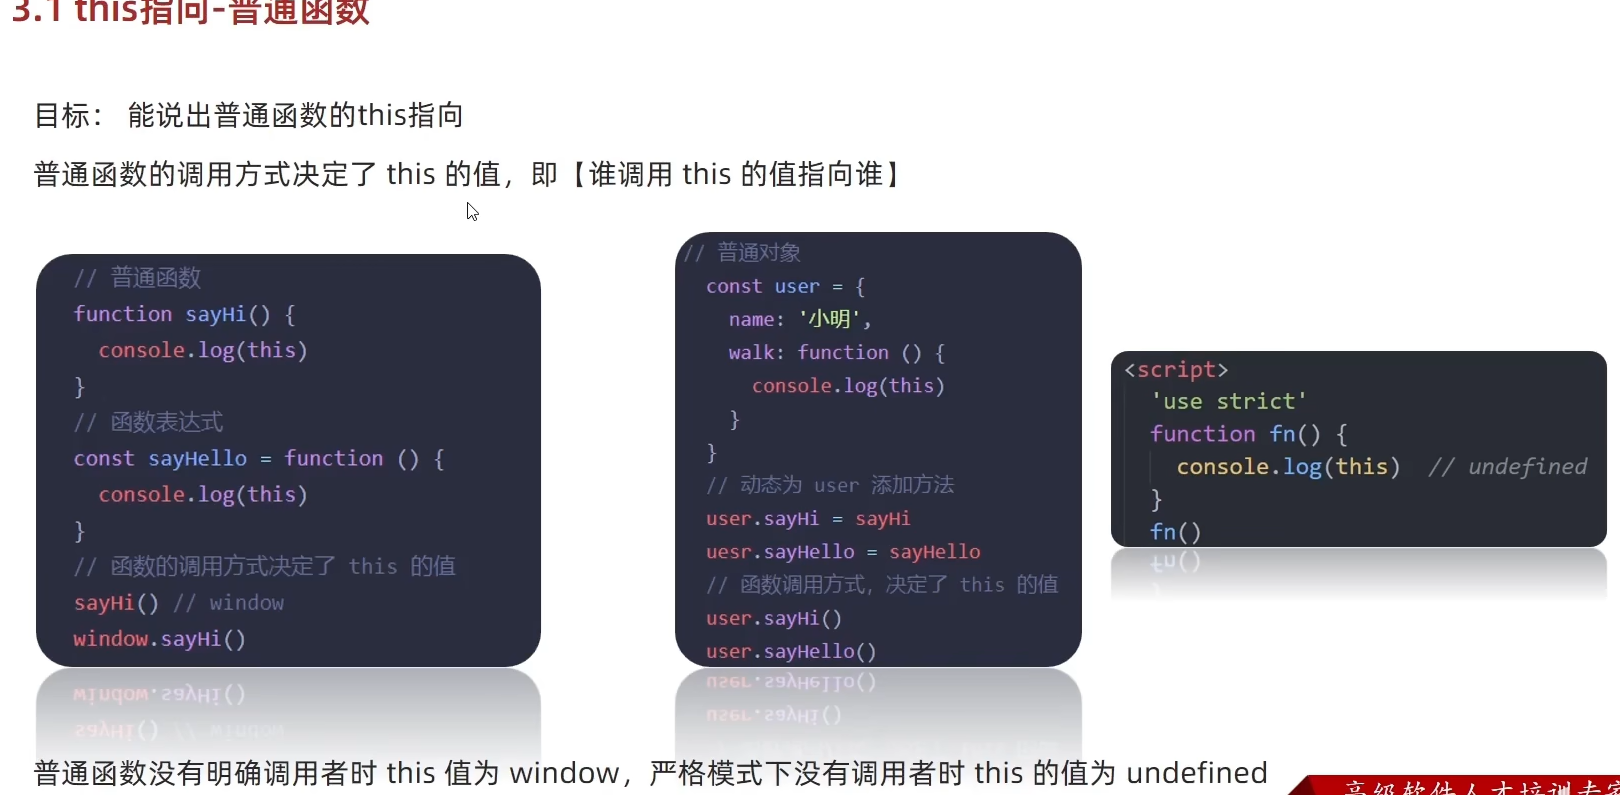 3.1 this指向-普通函数
目标： 能说出普通函数的this指向
普通函数的调用方式决定了 this 的值，即【谁调用 this 的值指向谁】
// 普通函数
function sayHi() {
console.log(this)
}
// 函数表达式
const sayHello = function () {
console.log(this)
}
// 函数的调用方式决定了 this 的值
sayHi() // window
window.sayHi()
// 普通对象
const user = {
name: '小明',
walk: function () {
console.log(this)
}
}
// 动态为 user 添加方法
user.sayHi = sayHi
uesr.sayHello = sayHello
// 函数调用方式，决定了 this 的值
user.sayHi()
user.sayHello()
<script>
'use strict'
function fn() {
console.log(this) // undefined
}
fn()
普通函数没有明确调用者时 this 值为 window，严格模式下没有调用者时 this 的值为 undefined
高级软件人才培训专家